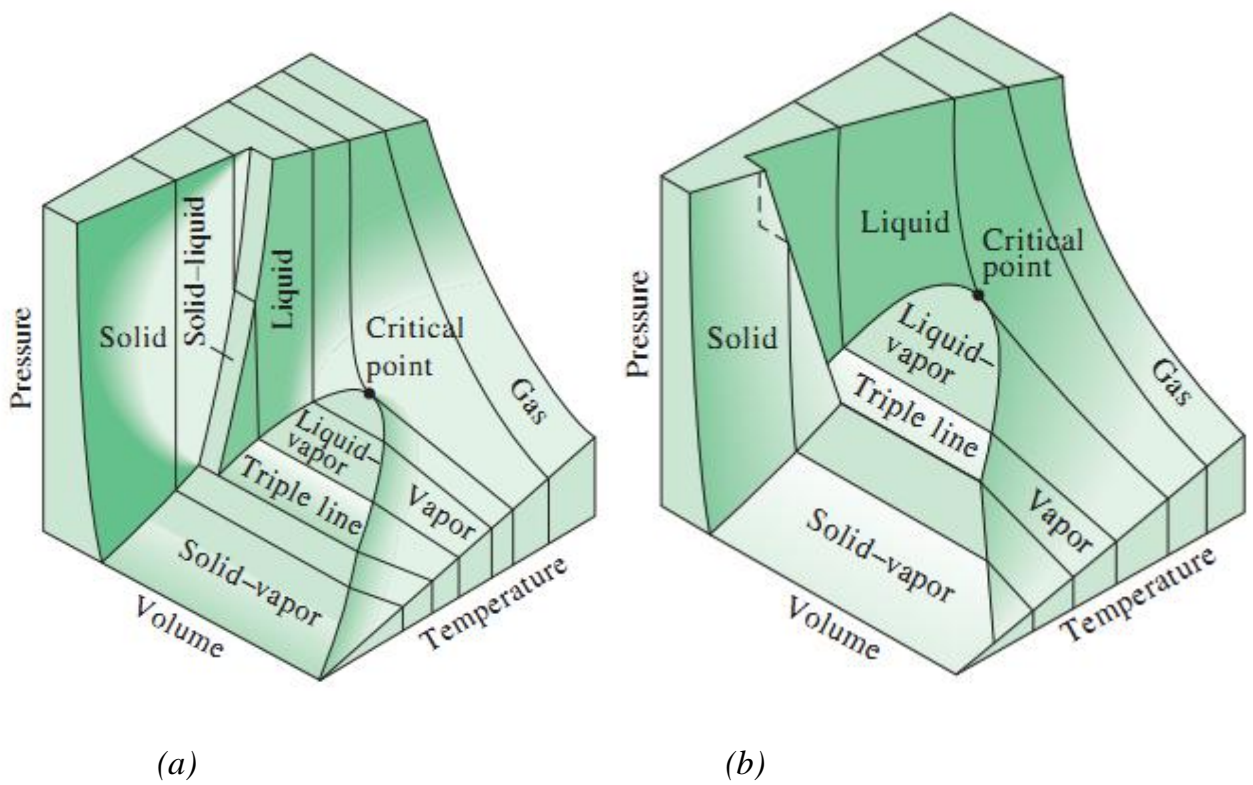 Pressure
Solid
Solid–liquid
Liquid
Critical
point
Gas
Liquid–
vapor
Triple line
Vapor
Solid–vapor
Volume
Temperature
(a)
Pressure
Solid
Liquid
Critical
point
Gas
Liquid–
vapor
Triple line
Vapor
Solid–vapor
Volume
Temperature
(b)